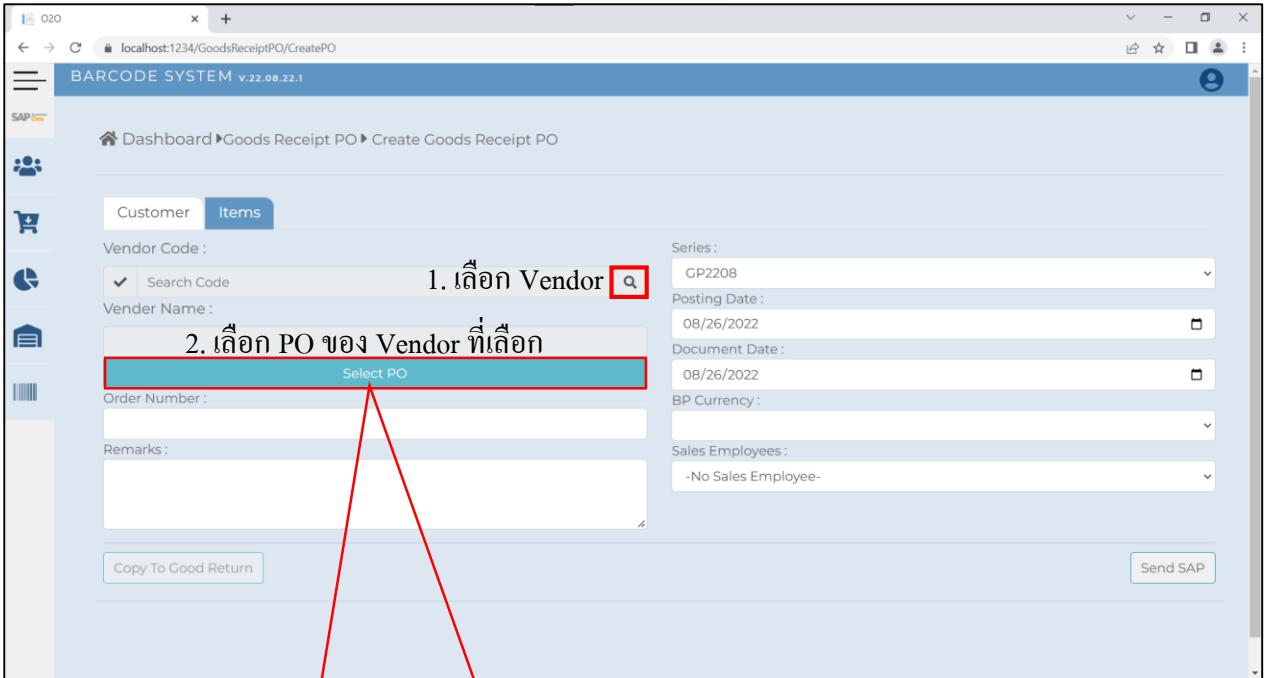 020
localhost:1234/GoodsReceiptPO/CreatePO
BARCODE SYSTEM v.22.08.22.1
SAP
Dashboard Goods Receipt PO Create Goods Receipt PO
Customer Items
Vendor Code :
Search Code
1. เลือก Vendor
Vender Name :
2. เลือก PO ของ Vendor ที่เลือก
Select PO
Order Number :
Remarks :
Series :
GP2208
Posting Date :
08/26/2022
Document Date :
08/26/2022
BP Currency :
Sales Employees :
-No Sales Employee-
Copy To Good Return
Send SAP